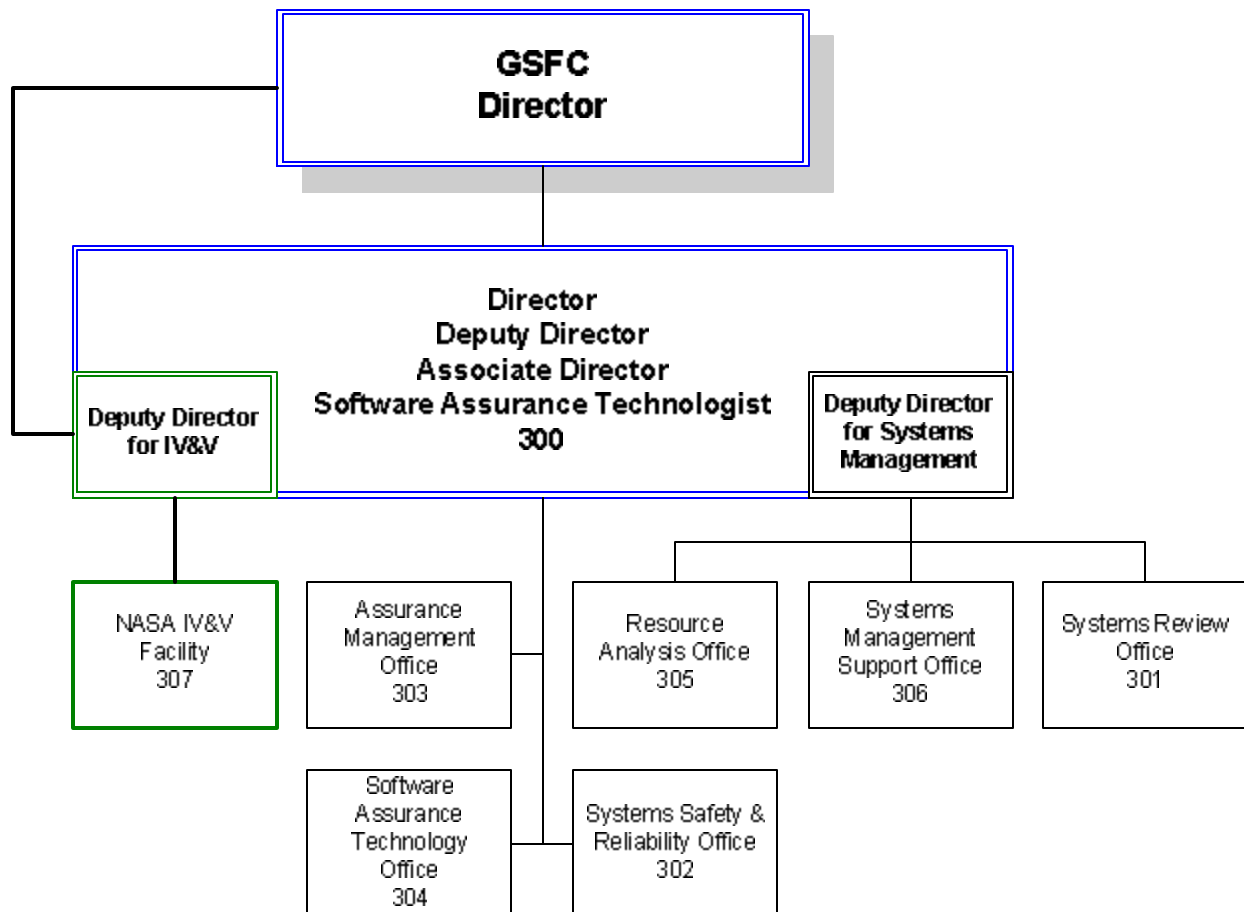 GSFC
Director
Director
Deputy Director
Associate Director
Software Assurance Technologist
300
Deputy Director
for IV&V
Deputy Director
for Systems
Management
NASA IV&V
Facility
307
Assurance
Management
Office
303
Resource
Analysis Office
305
Systems
Management
Support Office
306
Systems Review
Office
301
Software
Assurance
Technology
Office
304
Systems Safety &
Reliability Office
302